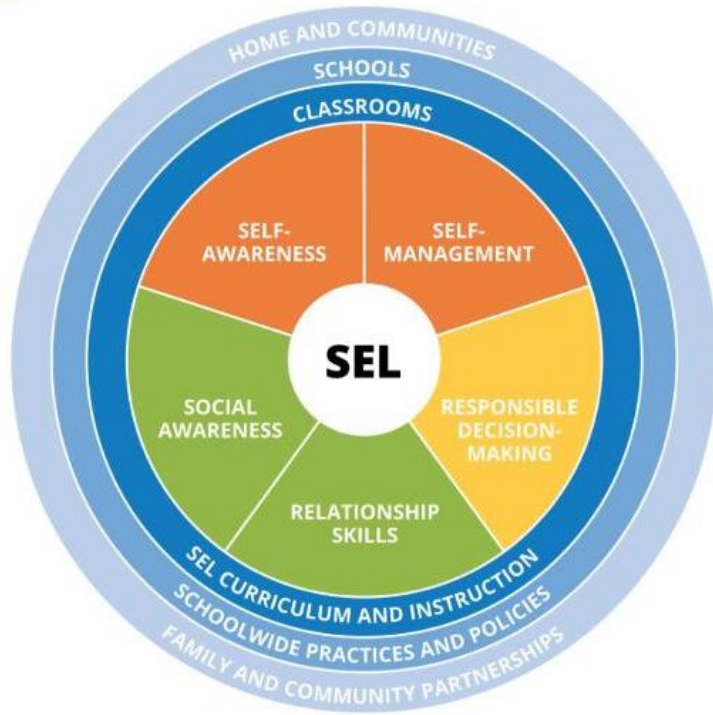 HOME AND COMMUNITIES
SCHOOLS
CLASSROOMS
SELF-
AWARENESS
SELF-
MANAGEMENT
SEL
SOCIAL
AWARENESS
RESPONSIBLE
DECISION-
MAKING
RELATIONSHIP
SKILLS
SEL CURRICULUM AND INSTRUCTION
SCHOOLWIDE PRACTICES AND POLICIES
FAMILY AND COMMUNITY PARTNERSHIPS